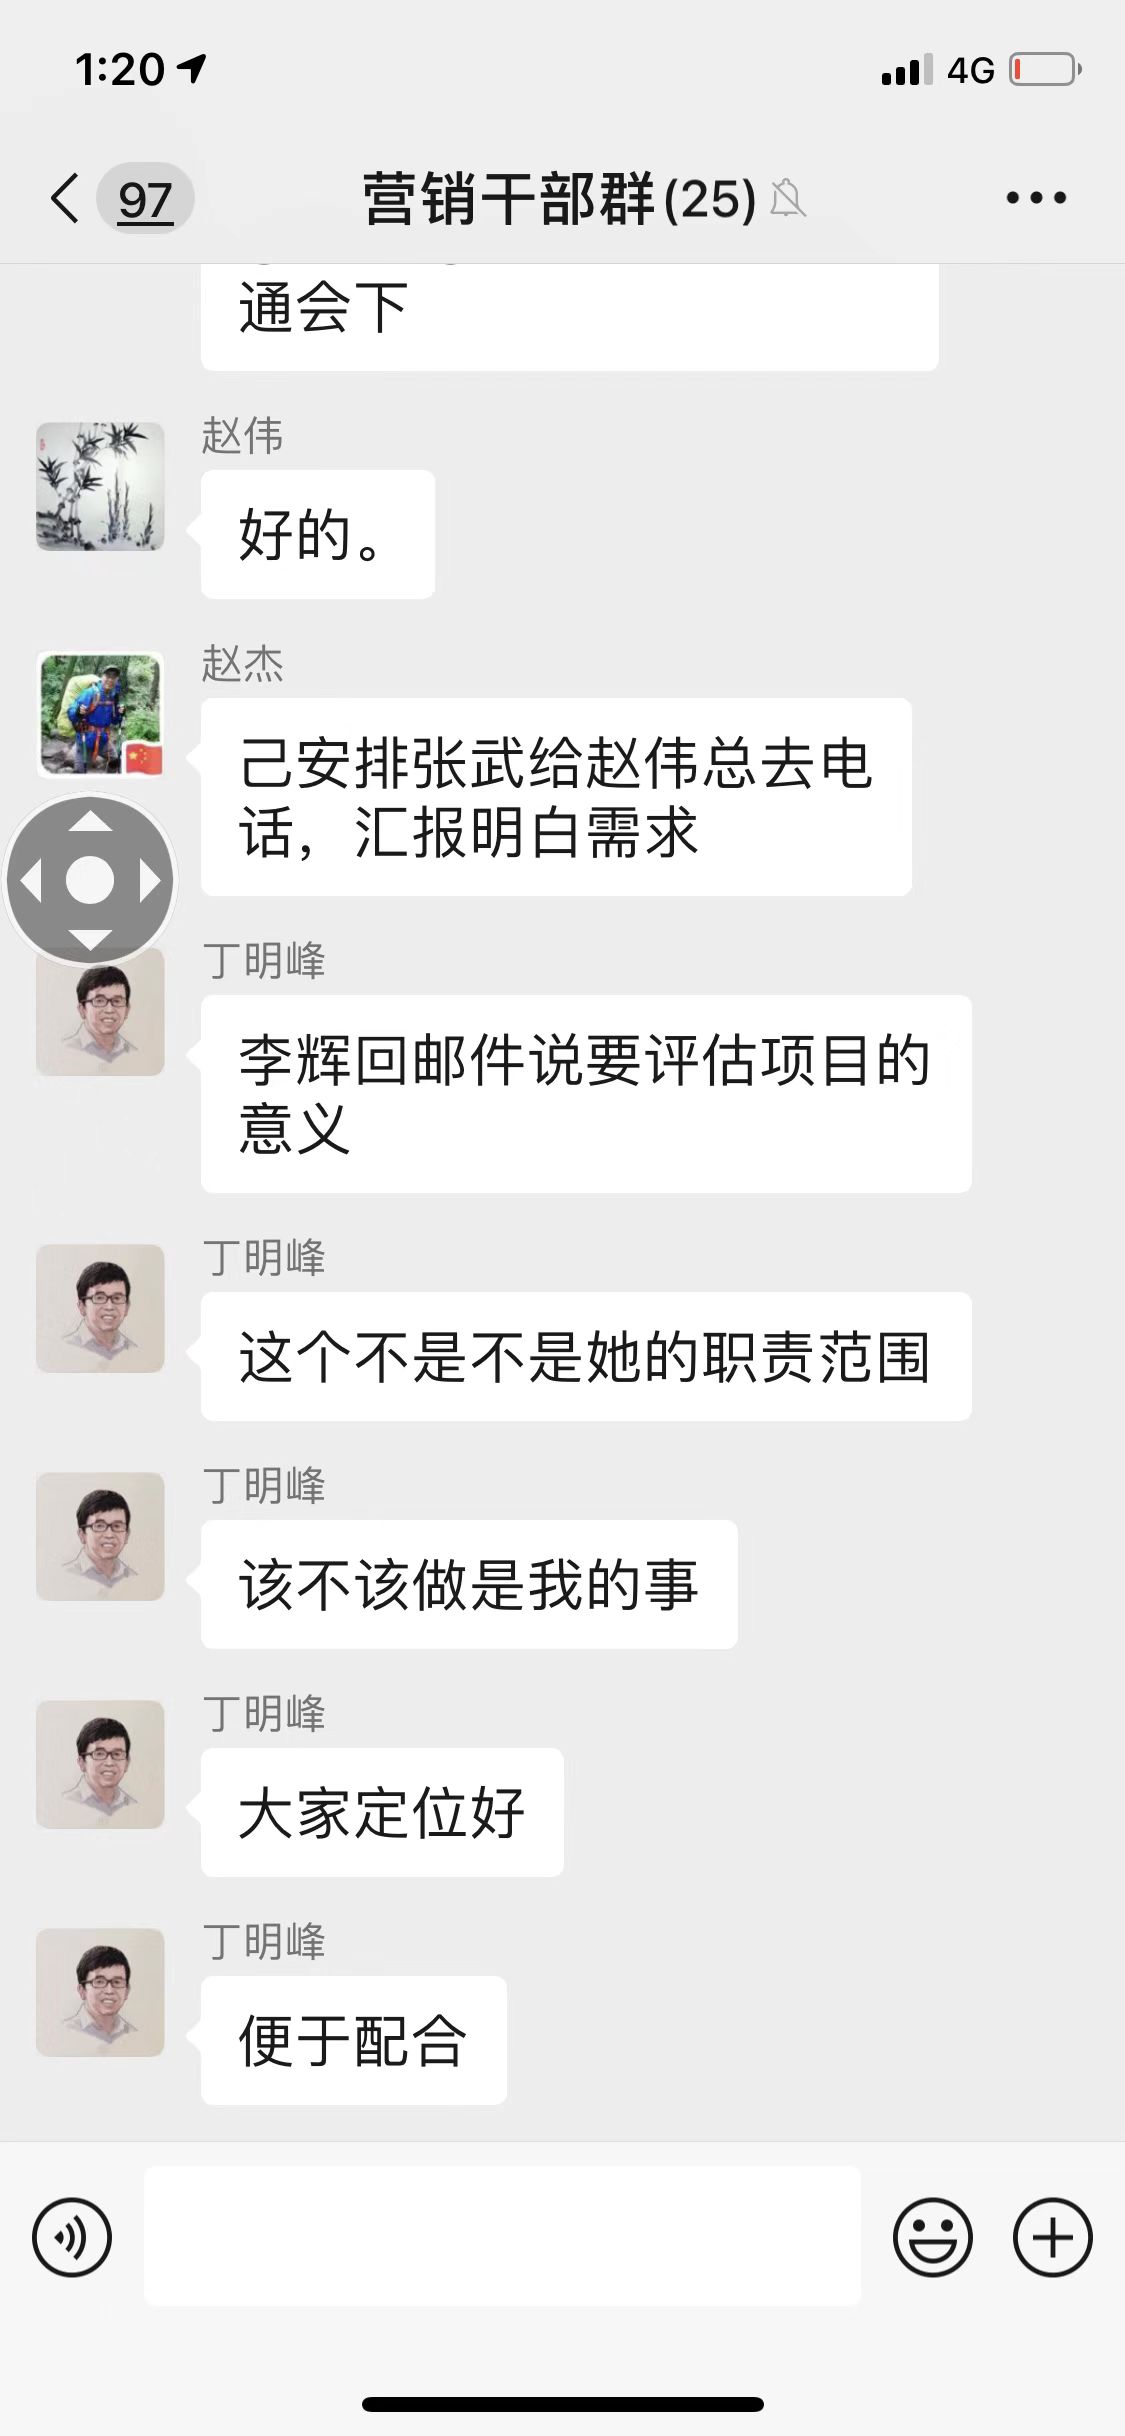 1:20
4G
97
营销干部群(25)
通会下
赵伟
好的。
赵杰
己安排张武给赵伟总去电
话，汇报明白需求
丁明峰
李辉回邮件说要评估项目的
意义
丁明峰
这个不是不是她的职责范围
丁明峰
该不该做是我的事
丁明峰
大家定位好
丁明峰
便于配合